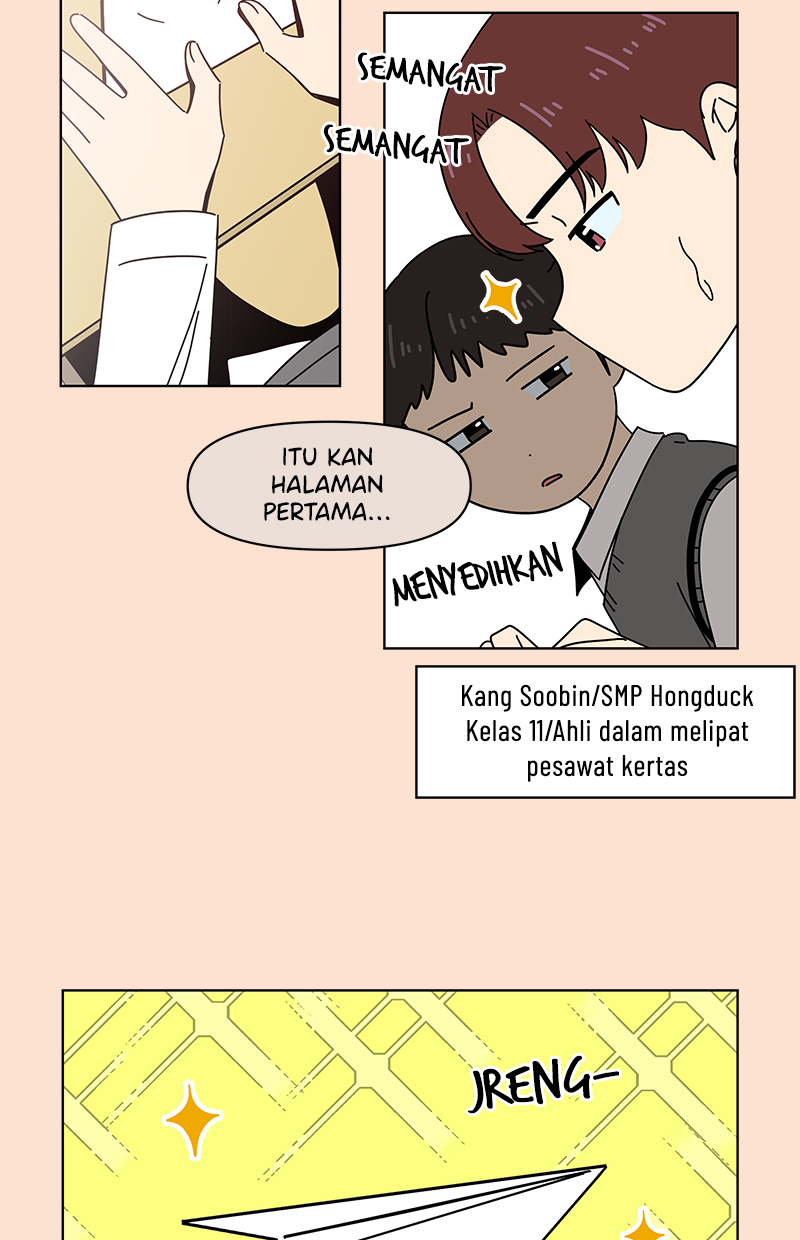 SEMANGAT
SEMANGAT
ITU KAN
HALAMAN
PERTAMA...
MENYEDIHKAN
Kang Soobin/SMP Hongduck
Kelas 11/Ahli dalam melipat
pesawat kertas
JRENG-